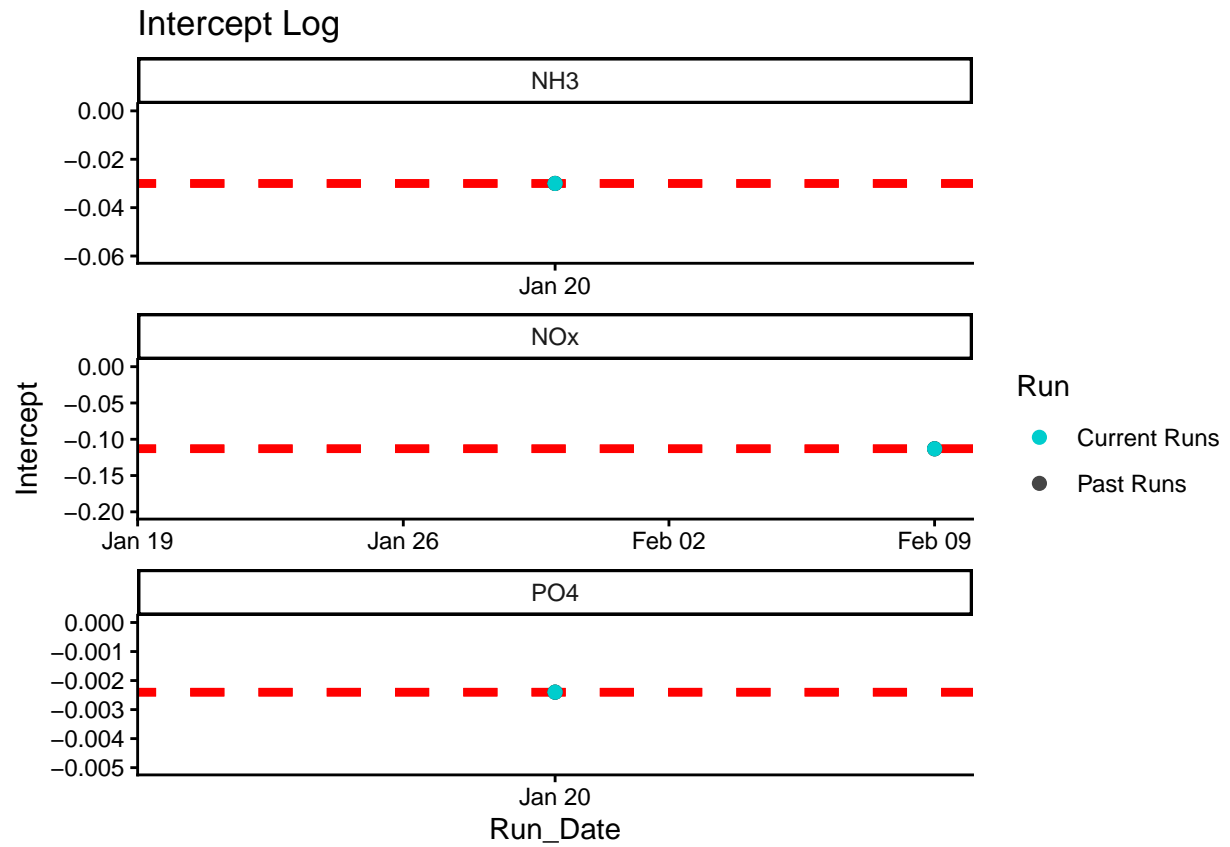 Intercept Log
NH3
0.00
−0.02
−0.04
−0.06
Jan 20
NOx
0.00
−0.05
−0.10
−0.15
−0.20
Jan 19 Jan 26 Feb 02 Feb 09
PO4
0.000
−0.001
−0.002
−0.003
−0.004
−0.005
Jan 20
Run_Date
Intercept
Run
Current Runs
Past Runs